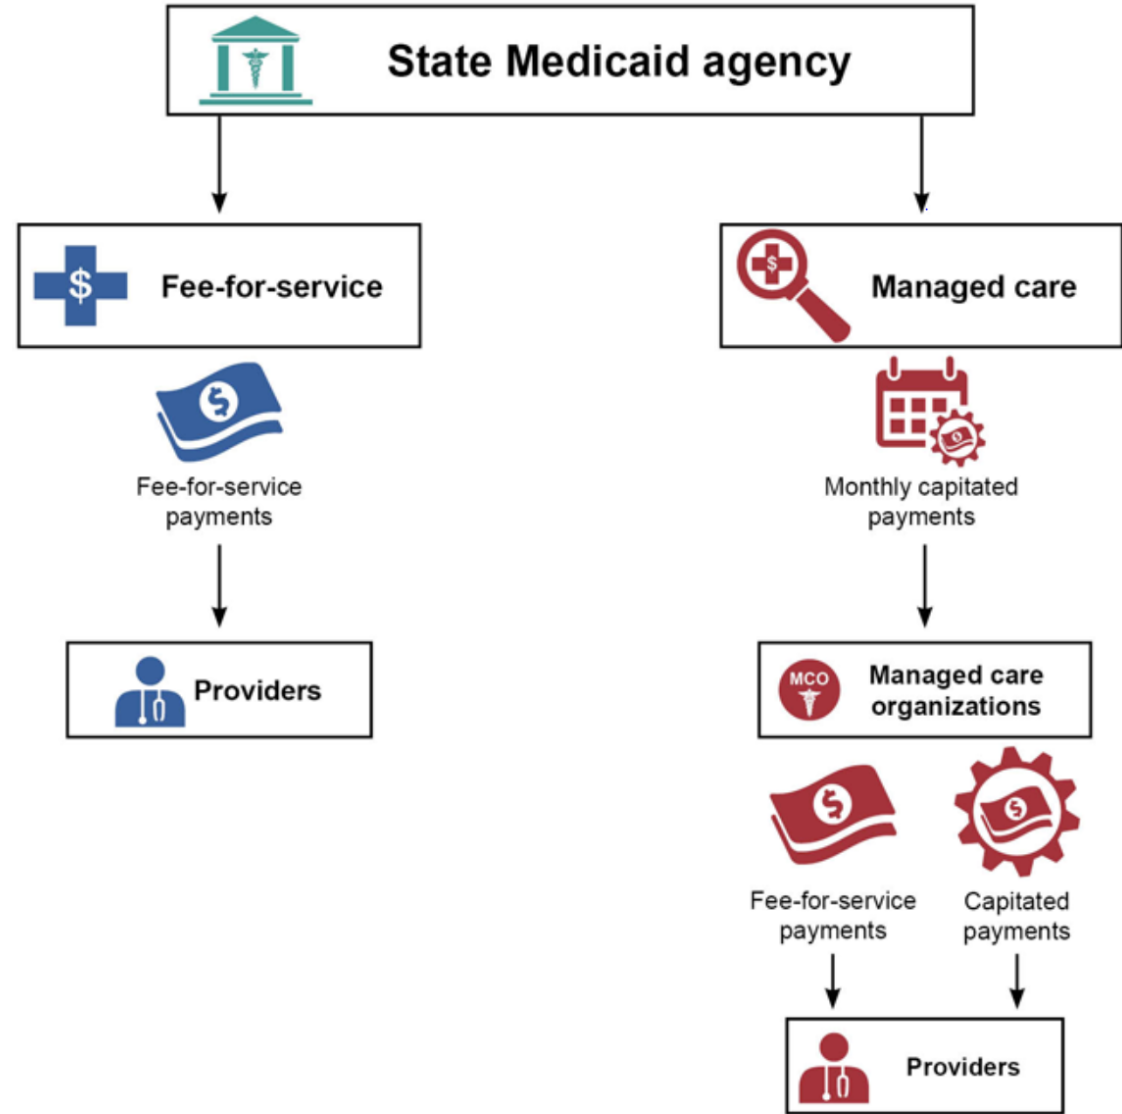 State Medicaid agency
$
Fee-for-service
$
Managed care
$
Fee-for-service
payments
$
Monthly capitated
payments
Providers
MCO
Managed care
organizations
$
$
Fee-for-service
payments
Capitated
payments
Providers